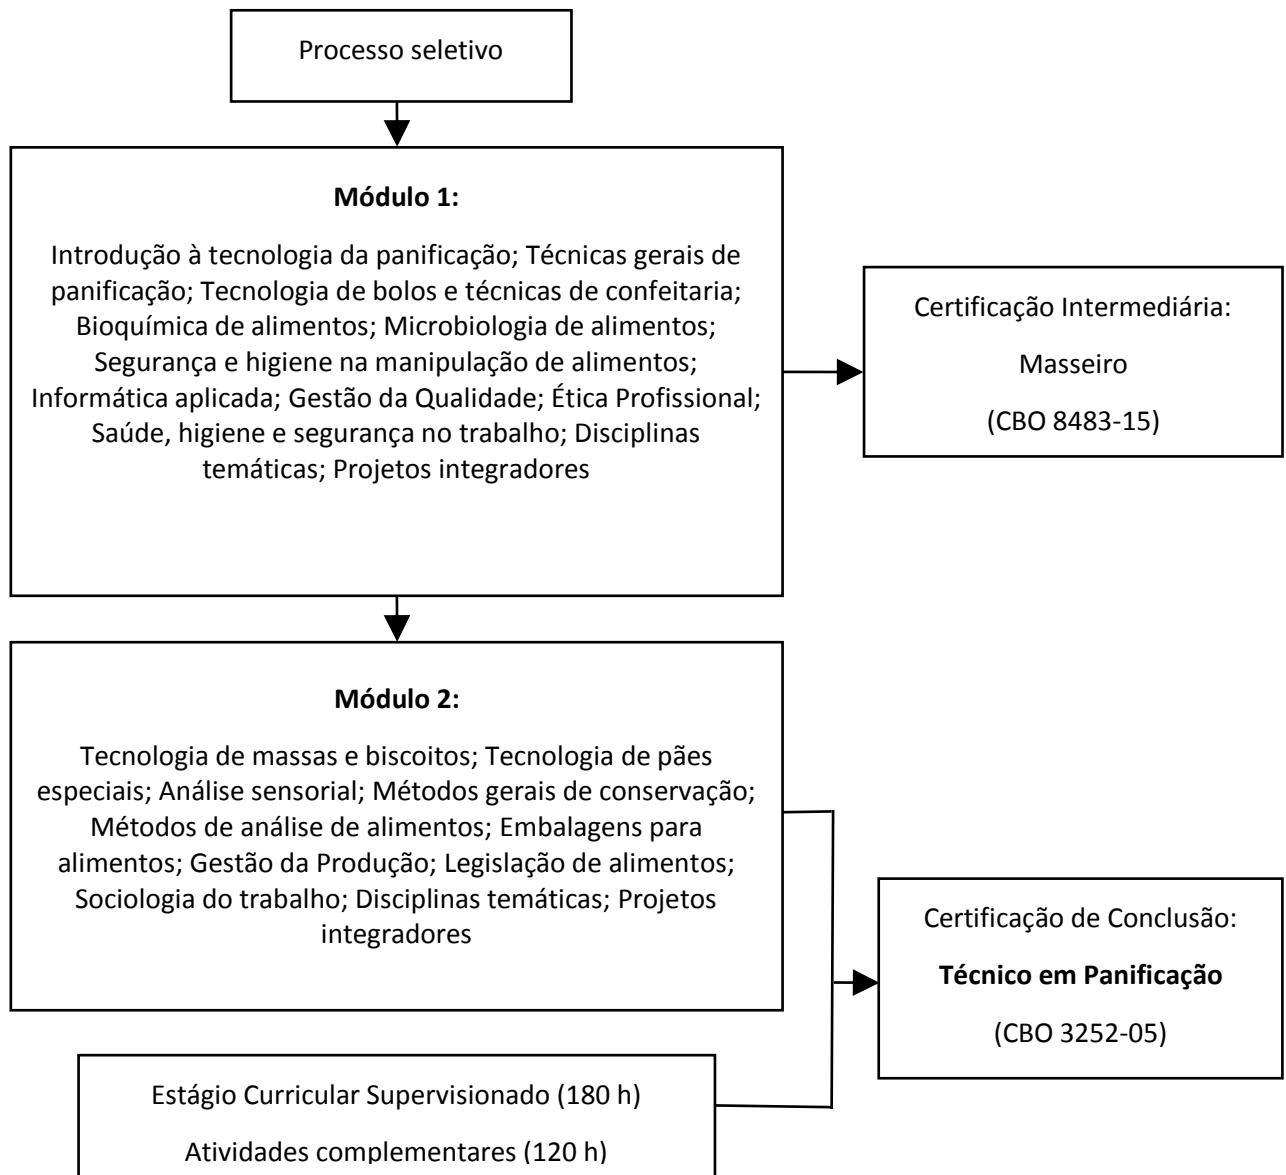 Processo seletivo
Módulo 1:
Introdução à tecnologia da panificação; Técnicas gerais de
panificação; Tecnologia de bolos e técnicas de confeitaria;
Bioquímica de alimentos; Microbiologia de alimentos;
Segurança e higiene na manipulação de alimentos;
Informática aplicada; Gestão da Qualidade; Ética Profissional;
Saúde, higiene e segurança no trabalho; Disciplinas
temáticas; Projetos integradores
Certificação Intermediária:
Masseiro
(CBO 8483-15)
Módulo 2:
Tecnologia de massas e biscoitos; Tecnologia de pães
especiais; Análise sensorial; Métodos gerais de conservação;
Métodos de análise de alimentos; Embalagens para
alimentos; Gestão da Produção; Legislação de alimentos;
Sociologia do trabalho; Disciplinas temáticas; Projetos
integradores
Certificação de Conclusão:
Técnico em Panificação
(CBO 3252-05)
Estágio Curricular Supervisionado (180 h)
Atividades complementares (120 h)